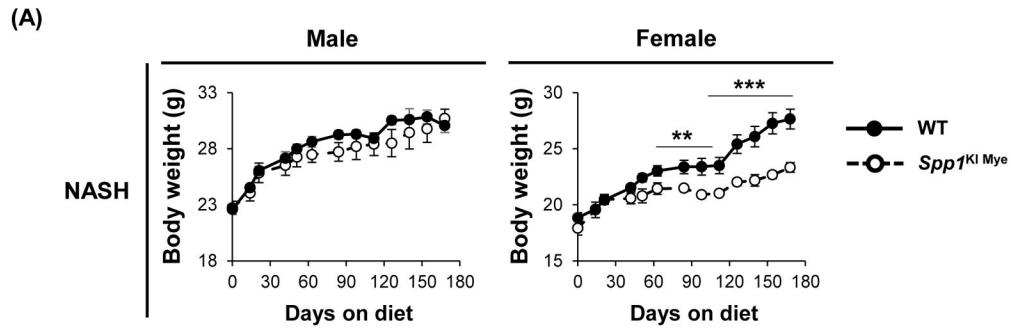 (A)
Male
Female
NASH
Body weight (g)
33
28
23
18
0 30 60 90 120 150 180
Days on diet
Body weight (g)
30
25
20
15
0 30 60 90 120 150 180
Days on diet
**
***
WT
Spp1KI Mye